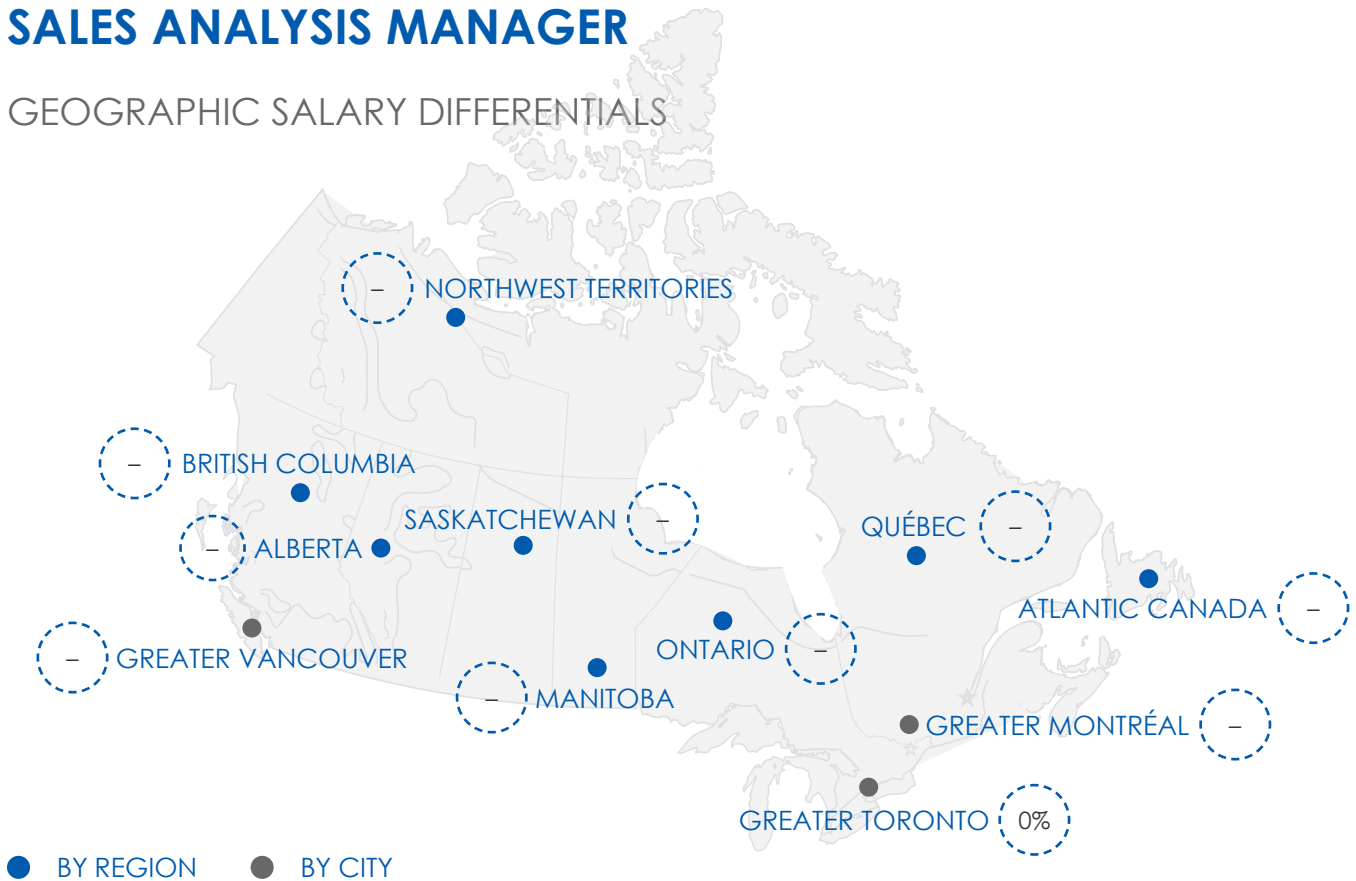 SALES ANALYSIS MANAGER
GEOGRAPHIC SALARY DIFFERENTIALS
– NORTHWEST TERRITORIES
– BRITISH COLUMBIA
SASKATCHEWAN –
QUÉBEC –
– ALBERTA
ATLANTIC CANADA –
ONTARIO –
– GREATER VANCOUVER
– MANITOBA
GREATER MONTRÉAL –
GREATER TORONTO 0%
BY REGION BY CITY